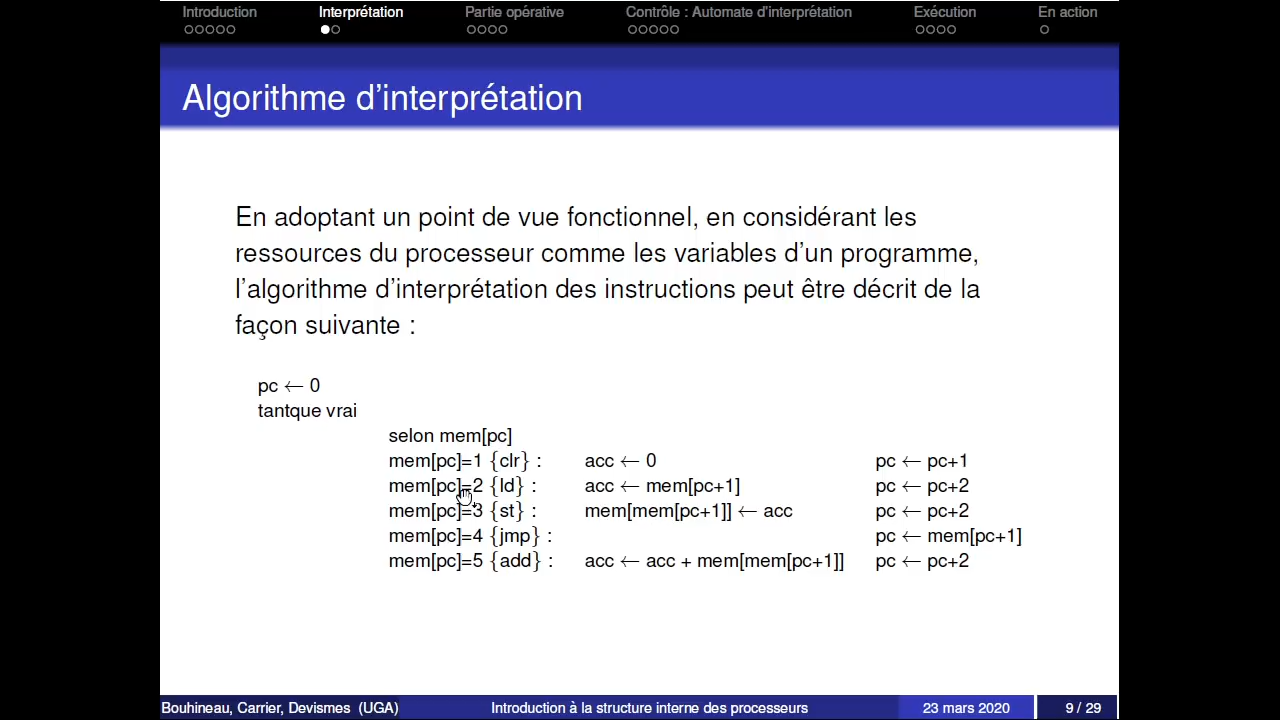 Introduction Interprétation Partie opérative Contrôle : Automate d'interprétation Exécution En action
Algorithme d'interprétation
En adoptant un point de vue fonctionnel, en considérant les
ressources du processeur comme les variables d'un programme,
l'algorithme d'interprétation des instructions peut être décrit de la
façon suivante :
pc ← 0
tantque vrai
selon mem[pc]
mem[pc]=1 {clr} : acc ← 0 pc ← pc+1
mem[pc]=2 {ld} : acc ← mem[pc+1] pc ← pc+2
mem[pc]=3 {st} : mem[mem[pc+1]] ← acc pc ← pc+2
mem[pc]=4 {jmp} : pc ← mem[pc+1]
mem[pc]=5 {add} : acc ← acc + mem[mem[pc+1]] pc ← pc+2
Bouhineau, Carrier, Devismes (UGA) Introduction à la structure interne des processeurs 23 mars 2020 9 / 29